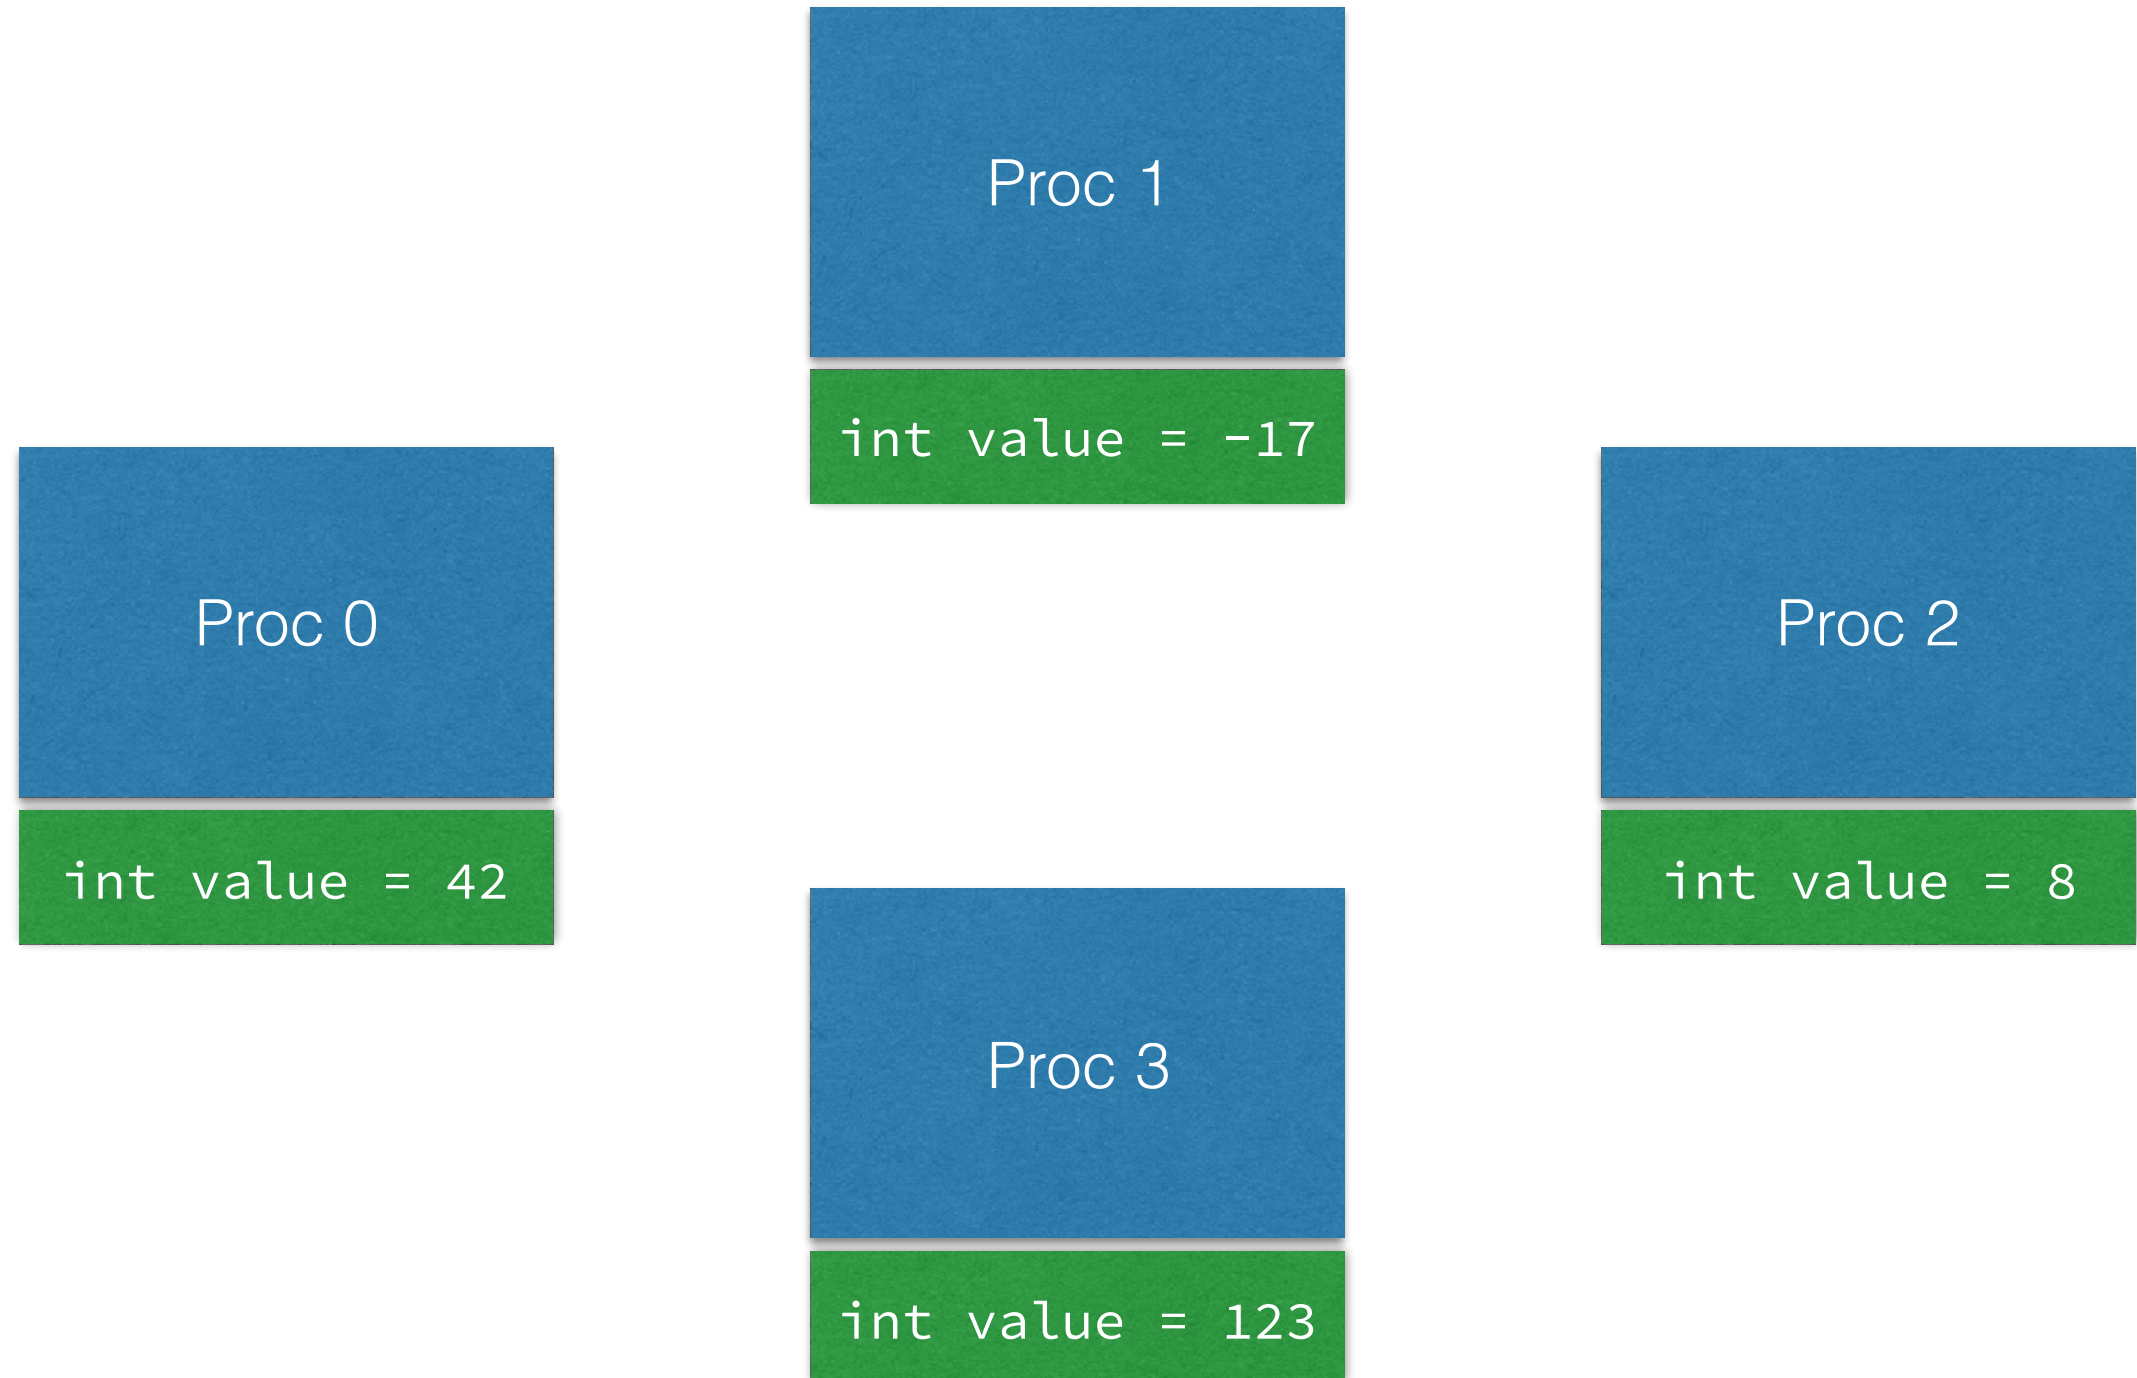 Proc 1
int value = -17
Proc 0
int value = 42
Proc 2
int value = 8
Proc 3
int value = 123